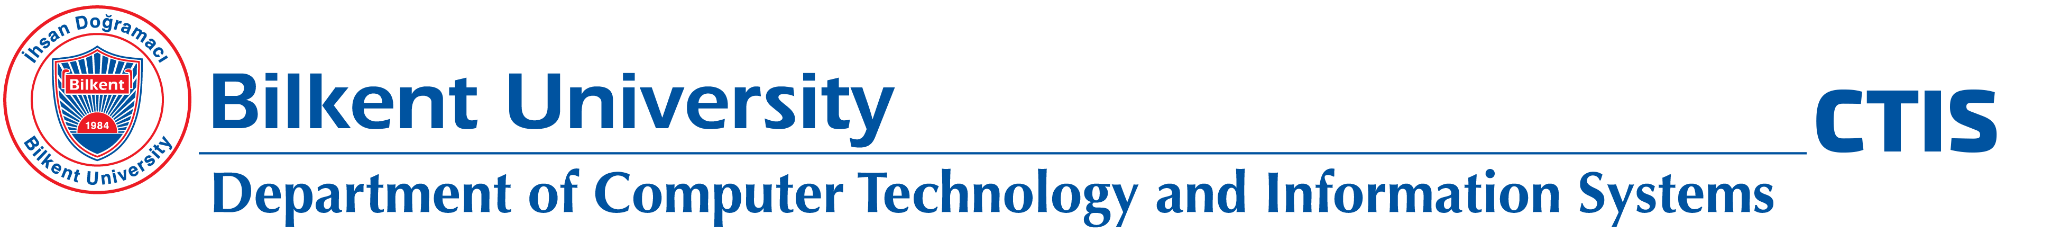 İhsan Doğramacı
Bilkent
1984
Bilkent University
Bilkent University
CTIS
Department of Computer Technology and Information Systems